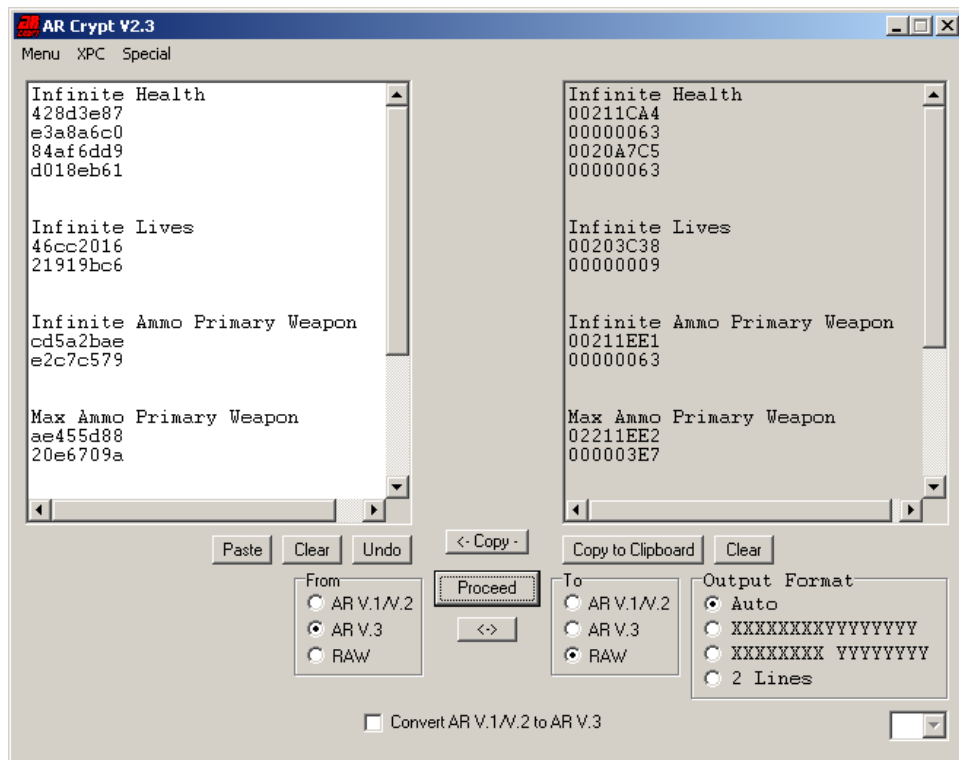 AR Crypt V2.3
Menu XPC Special
Infinite Health
428d3e87
e3a8a6c0
84af6dd9
d018eb61
Infinite Lives
46cc2016
21919bc6
Infinite Ammo Primary Weapon
cd5a2bae
e2c7c579
Max Ammo Primary Weapon
ae455d88
20e6709a
Infinite Health
00211CA4
00000063
0020A7C5
00000063
Infinite Lives
00203C38
00000009
Infinite Ammo Primary Weapon
00211EE1
00000063
Max Ammo Primary Weapon
02211EE2
000003E7
Paste Clear Undo
<- Copy -
Copy to Clipboard Clear
From
AR V.1/V.2
AR V.3
RAW
Proceed
<->
To
AR V.1/V.2
AR V.3
RAW
Output Format
Auto
XXXXXXXXYYYYYYYY
XXXXXXXX YYYYYYYY
2 Lines
Convert AR V.1/V.2 to AR V.3